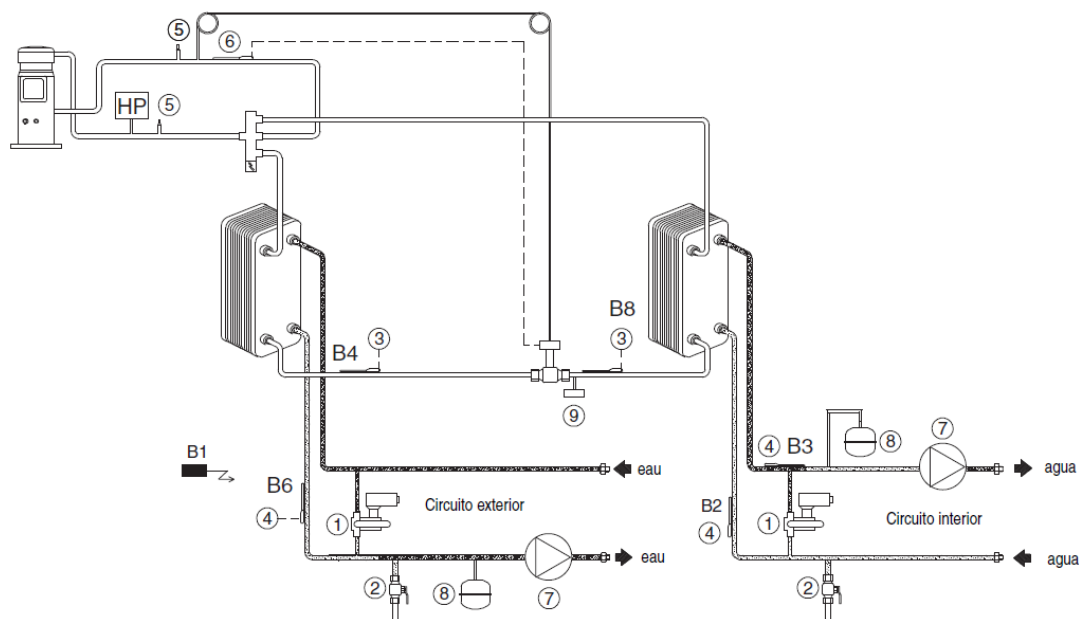 5
6
HP
5
B4
3
B8
3
9
B1
B6
4
1
Circuito exterior
eau
eau
2
8
7
4
B3
8
7
agua
B2
4
1
Circuito interior
agua
2